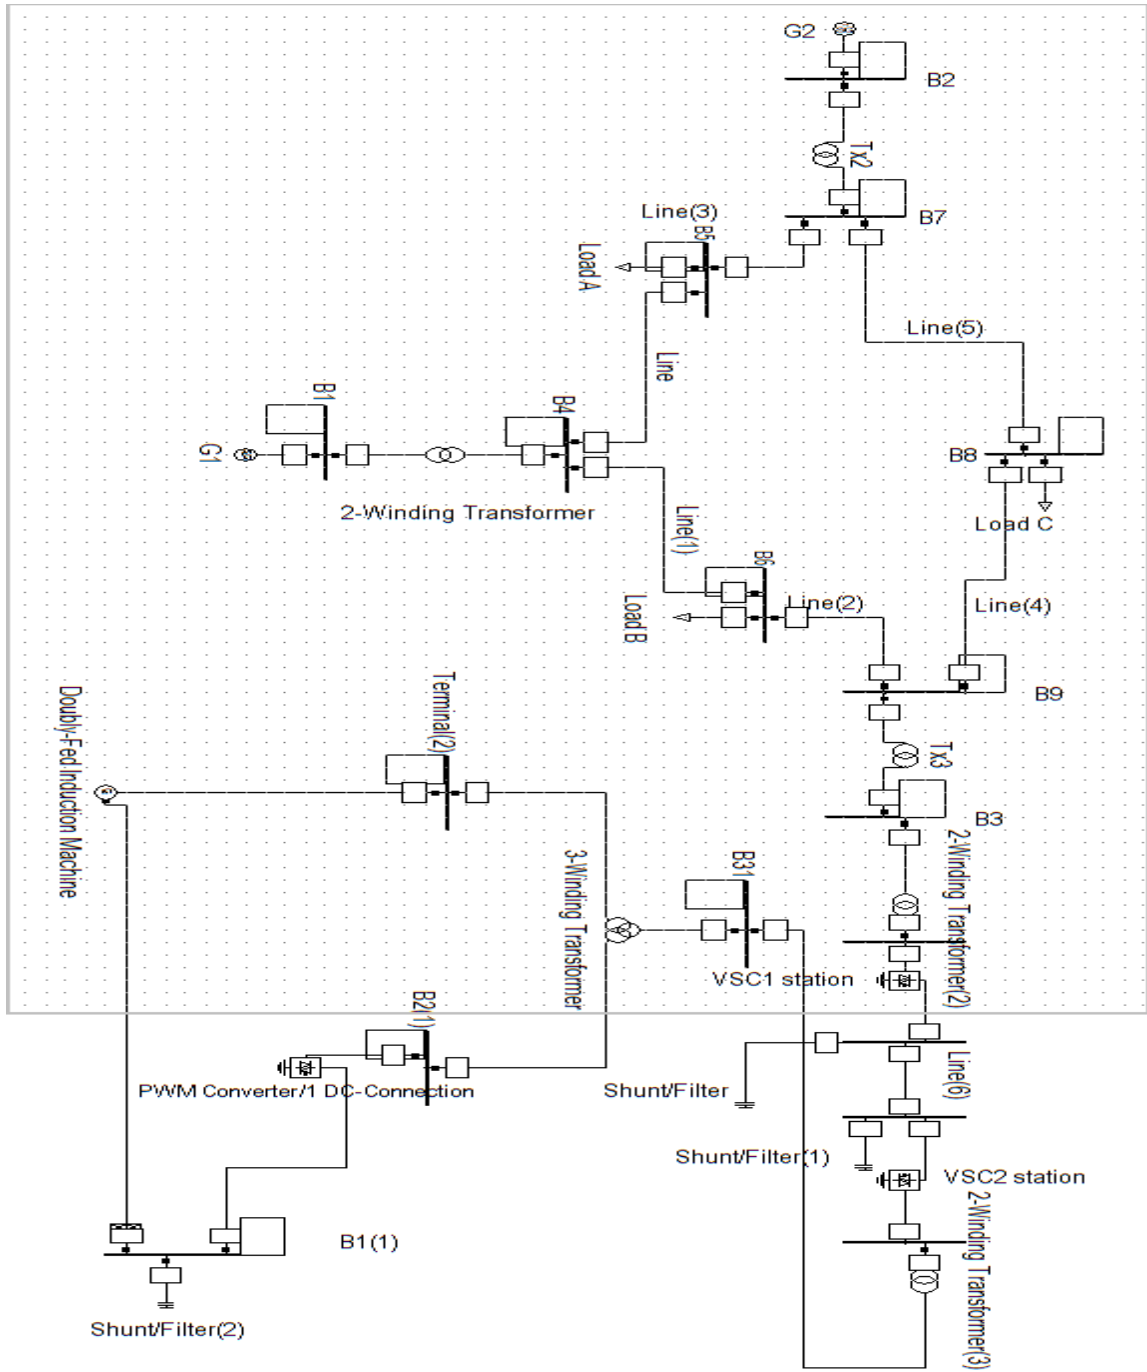 G2
B2
Tx2
B7
Line(3)
B5
Load A
Line(5)
Line
B1
B4
B8
G1
2-Winding Transformer
Load C
Line(1)
B6
Line(2)
Line(4)
Load B
B9
Terminal(2)
Doubly-Fed Induction Machine
Tx3
B3
2-Winding Transformer(2)
3-Winding Transformer
B31
VSC1 station
B2(1)
PWM Converter/1 DC-Connection
Shunt/Filter
Line(6)
Shunt/Filter(1)
VSC2 station
2-Winding Transformer(3)
B1(1)
Shunt/Filter(2)